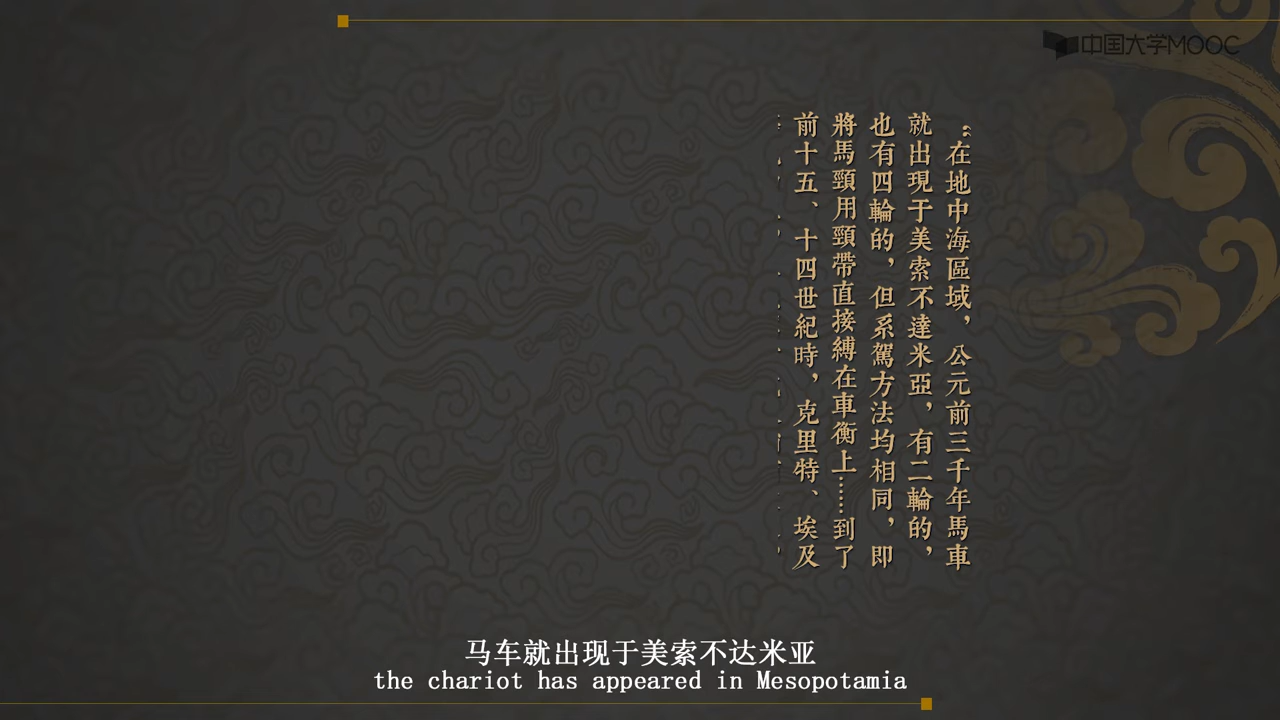 中国大学MOOC
“在地中海區域，公元前三千年馬車
就出現于美索不達米亞，有二輪的，
也有四輪的，但系駕方法均相同，即
將馬頸用頸帶直接縛在車衡上……到了
前十五、十四世紀時，克里特、埃及
马车就出现于美索不达米亚
the chariot has appeared in Mesopotamia